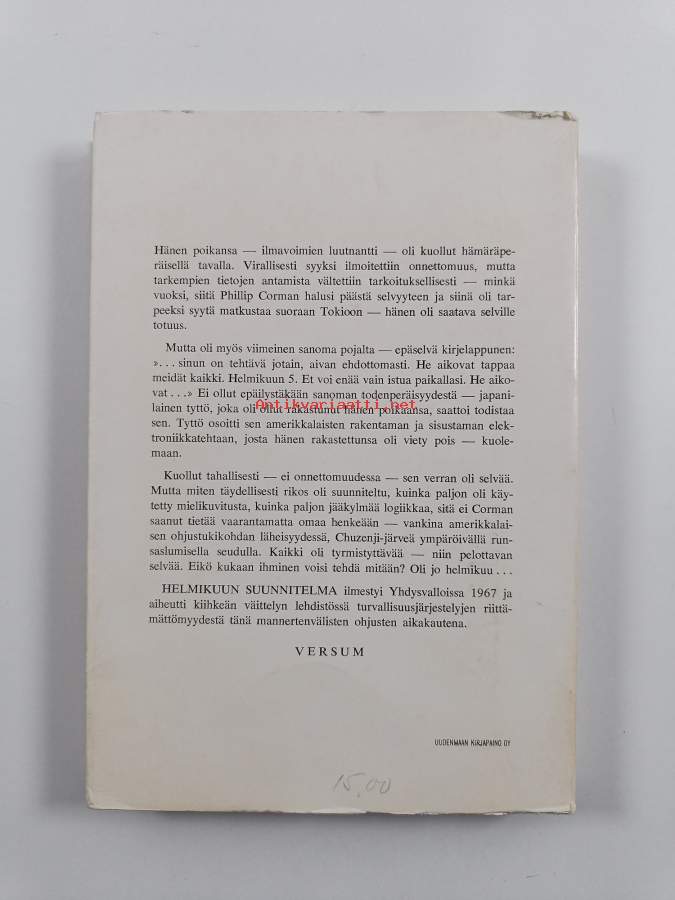 Hänen poikansa — ilmavoimien luutnantti — oli kuollut hämäräpe-
räisellä tavalla. Virallisesti syyksi ilmoitettiin onnettomuus, mutta
tarkempien tietojen antamista vältettiin tarkoituksellisesti — minkä
vuoksi, siitä Phillip Corman halusi päästä selvyyteen ja siinä oli tar-
peeksi syytä matkustaa suoraan Tokioon — hänen oli saatava selville
totuus.
Mutta oli myös viimeinen sanoma pojalta — epäselvä kirjelappunen:
»...sinun on tehtävä jotain, aivan ehdottomasti. He aikovat tappaa
meidät kaikki. Helmikuun 5. Et voi enää vain istua paikallasi. He aiko-
vat...» Ei ollut epäilystäkään sanoman todenperäisyydestä — japani-
Antikvariaatti.net
lainen tyttö, joka oli ollut rakastunut hänen poikaansa, saattoi todistaa
sen. Tyttö osoitti sen amerikkalaisten rakentaman ja sisustaman elek-
troniikkatehtaan, josta hänen rakastettunsa oli viety pois — kuole-
maan.
Kuollut tahallisesti — ei onnettomuudessa — sen verran oli selvää.
Mutta miten täydellisesti rikos oli suunniteltu, kuinka paljon oli käy-
tetty mielikuvitusta, kuinka paljon jääkylmää logiikkaa, sitä ei Corman
saanut tietää vaarantamatta omaa henkeään — vankina amerikkalai-
sen ohjustukikohdan läheisyydessä, Chuzenji-järveä ympäröivällä run-
saslumisella seudulla. Kaikki oli tyrmistyttävää — niin pelottavan
selvää. Eikö kukaan ihminen voisi tehdä mitään? Oli jo helmikuu...
HELMIKUUN SUUNNITELMA ilmestyi Yhdysvalloissa 1967 ja
aiheutti kiihkeän väittelyn lehdistössä turvallisuusjärjestelyjen riittä-
mättömyydestä tänä mannertenvälisten ohjusten aikakautena.
VERSUM
UUDENMAAN KIRJAPAINO OY
15,00